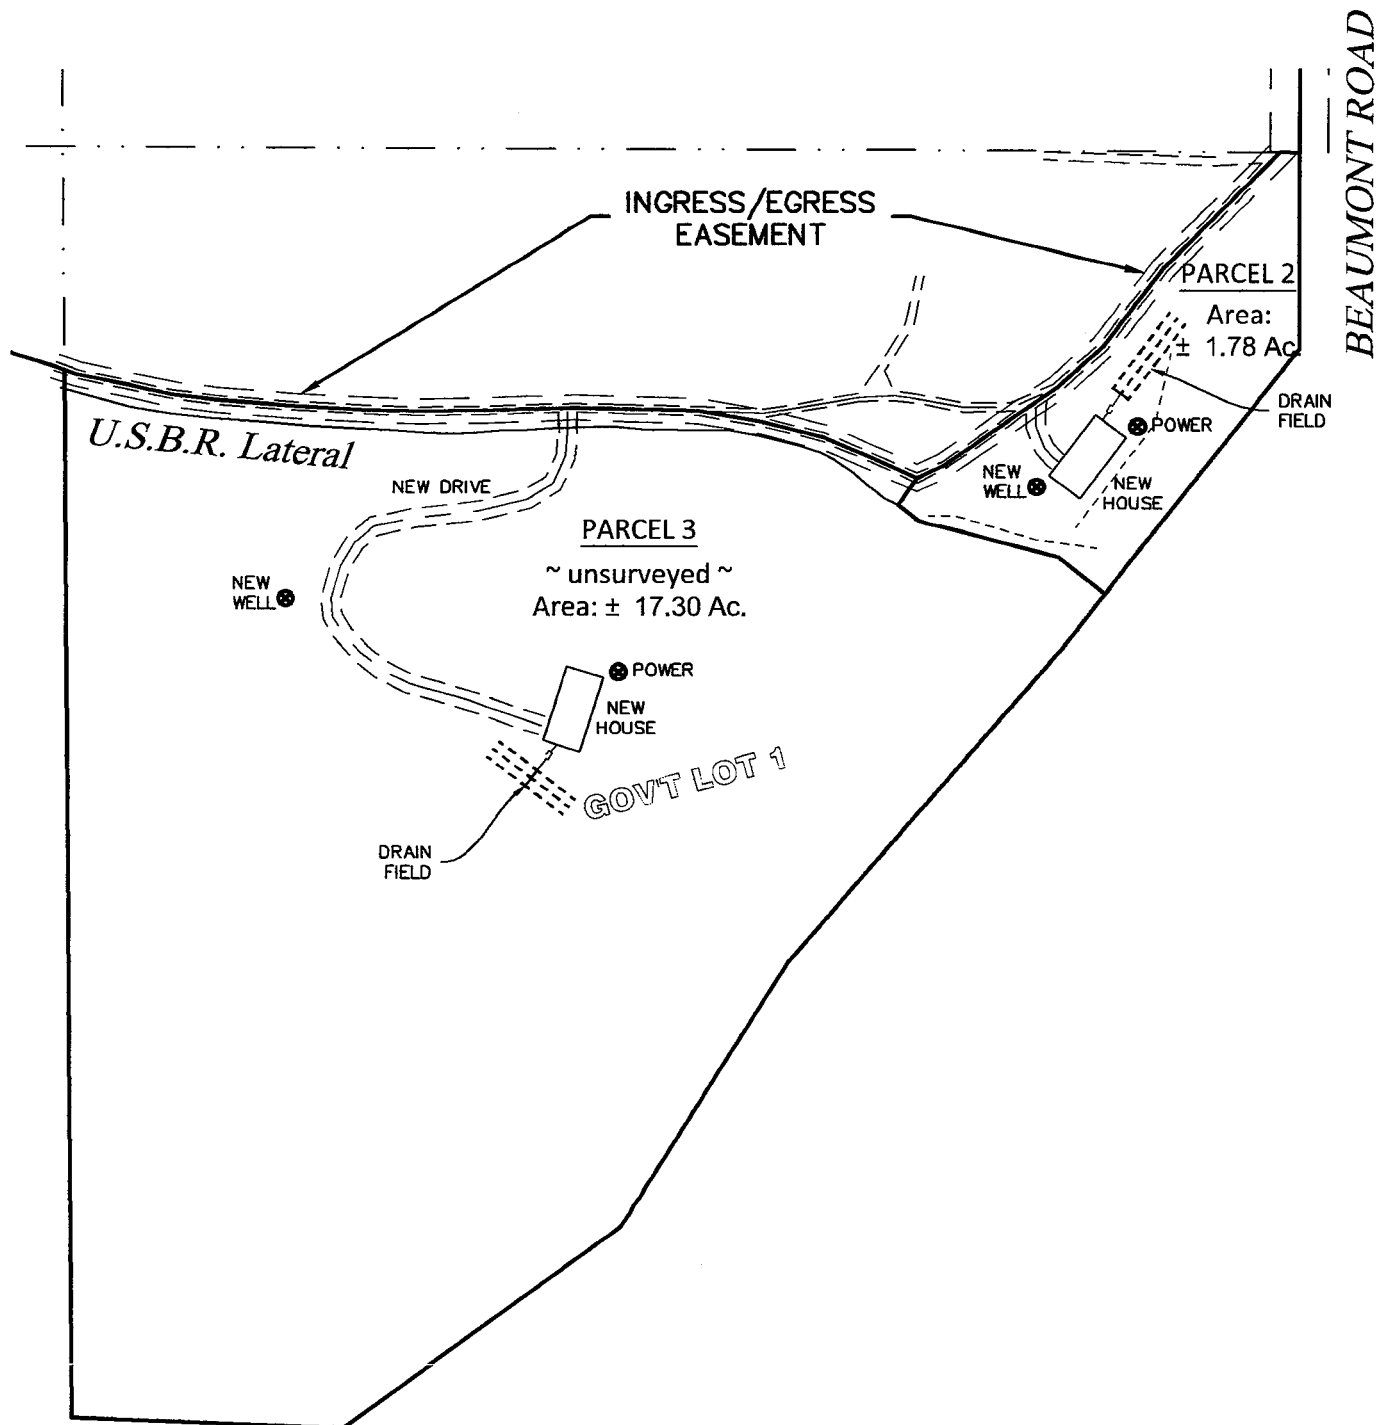 BEAUMONT ROAD
INGRESS/EGRESS
EASEMENT
PARCEL 2
Area:
± 1.78 Ac.
DRAIN
FIELD
POWER
U.S.B.R. Lateral
NEW
WELL
NEW
HOUSE
NEW DRIVE
PARCEL 3
~ unsurveyed ~
Area: ± 17.30 Ac.
NEW
WELL
POWER
NEW
HOUSE
GOV'T LOT 1
DRAIN
FIELD